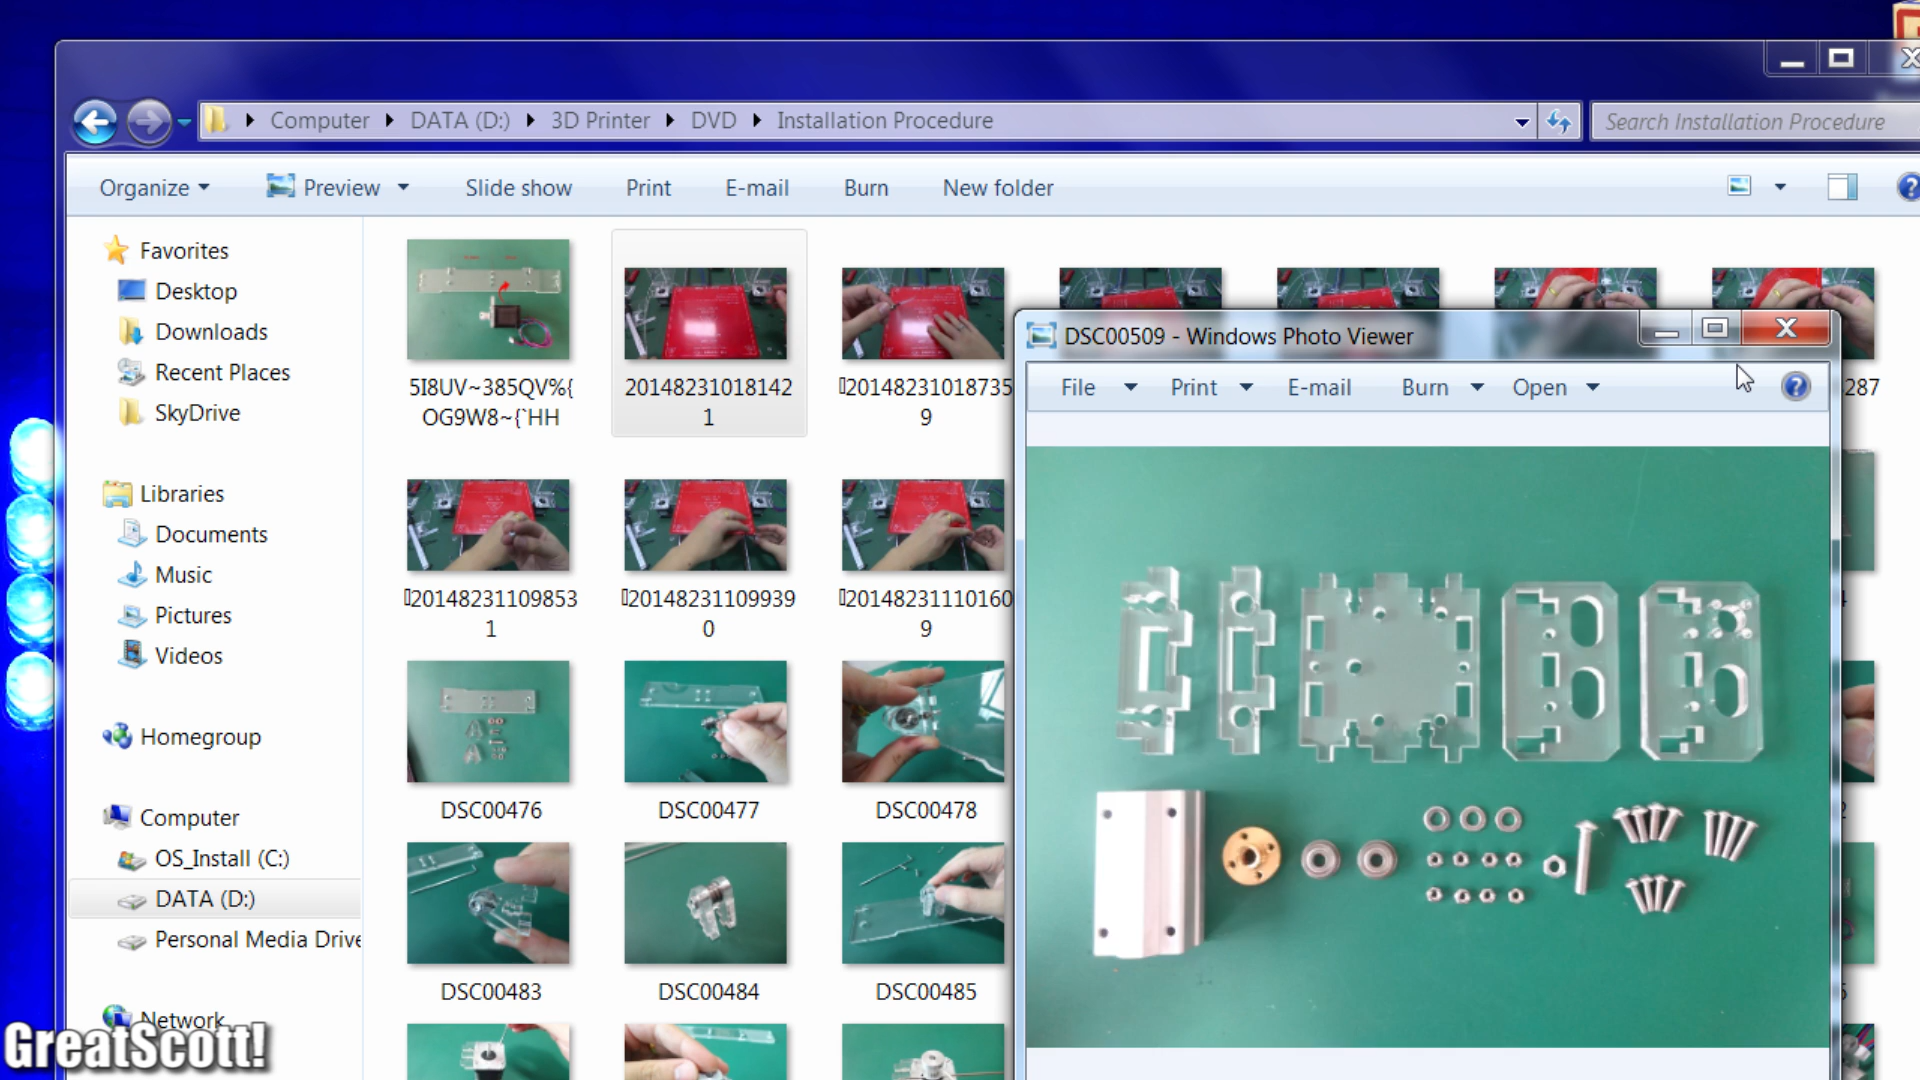 Computer DATA (D:) 3D Printer DVD Installation Procedure
Search Installation Procedure
Organize Preview Slide show Print E-mail Burn New folder
Favorites
Desktop
Downloads
Recent Places
SkyDrive
Libraries
Documents
Music
Pictures
Videos
Homegroup
Computer
OS_Install (C:)
DATA (D:)
Personal Media Drive
Network
5I8UV~385QV%{
OG9W8~{`HH
20148231018142
1
20148231018735
9
287
20148231109853
1
20148231109939
0
20148231110160
9
DSC00476
DSC00477
DSC00478
DSC00483
DSC00484
DSC00485
DSC00509 - Windows Photo Viewer
File Print E-mail Burn Open
GreatScott!